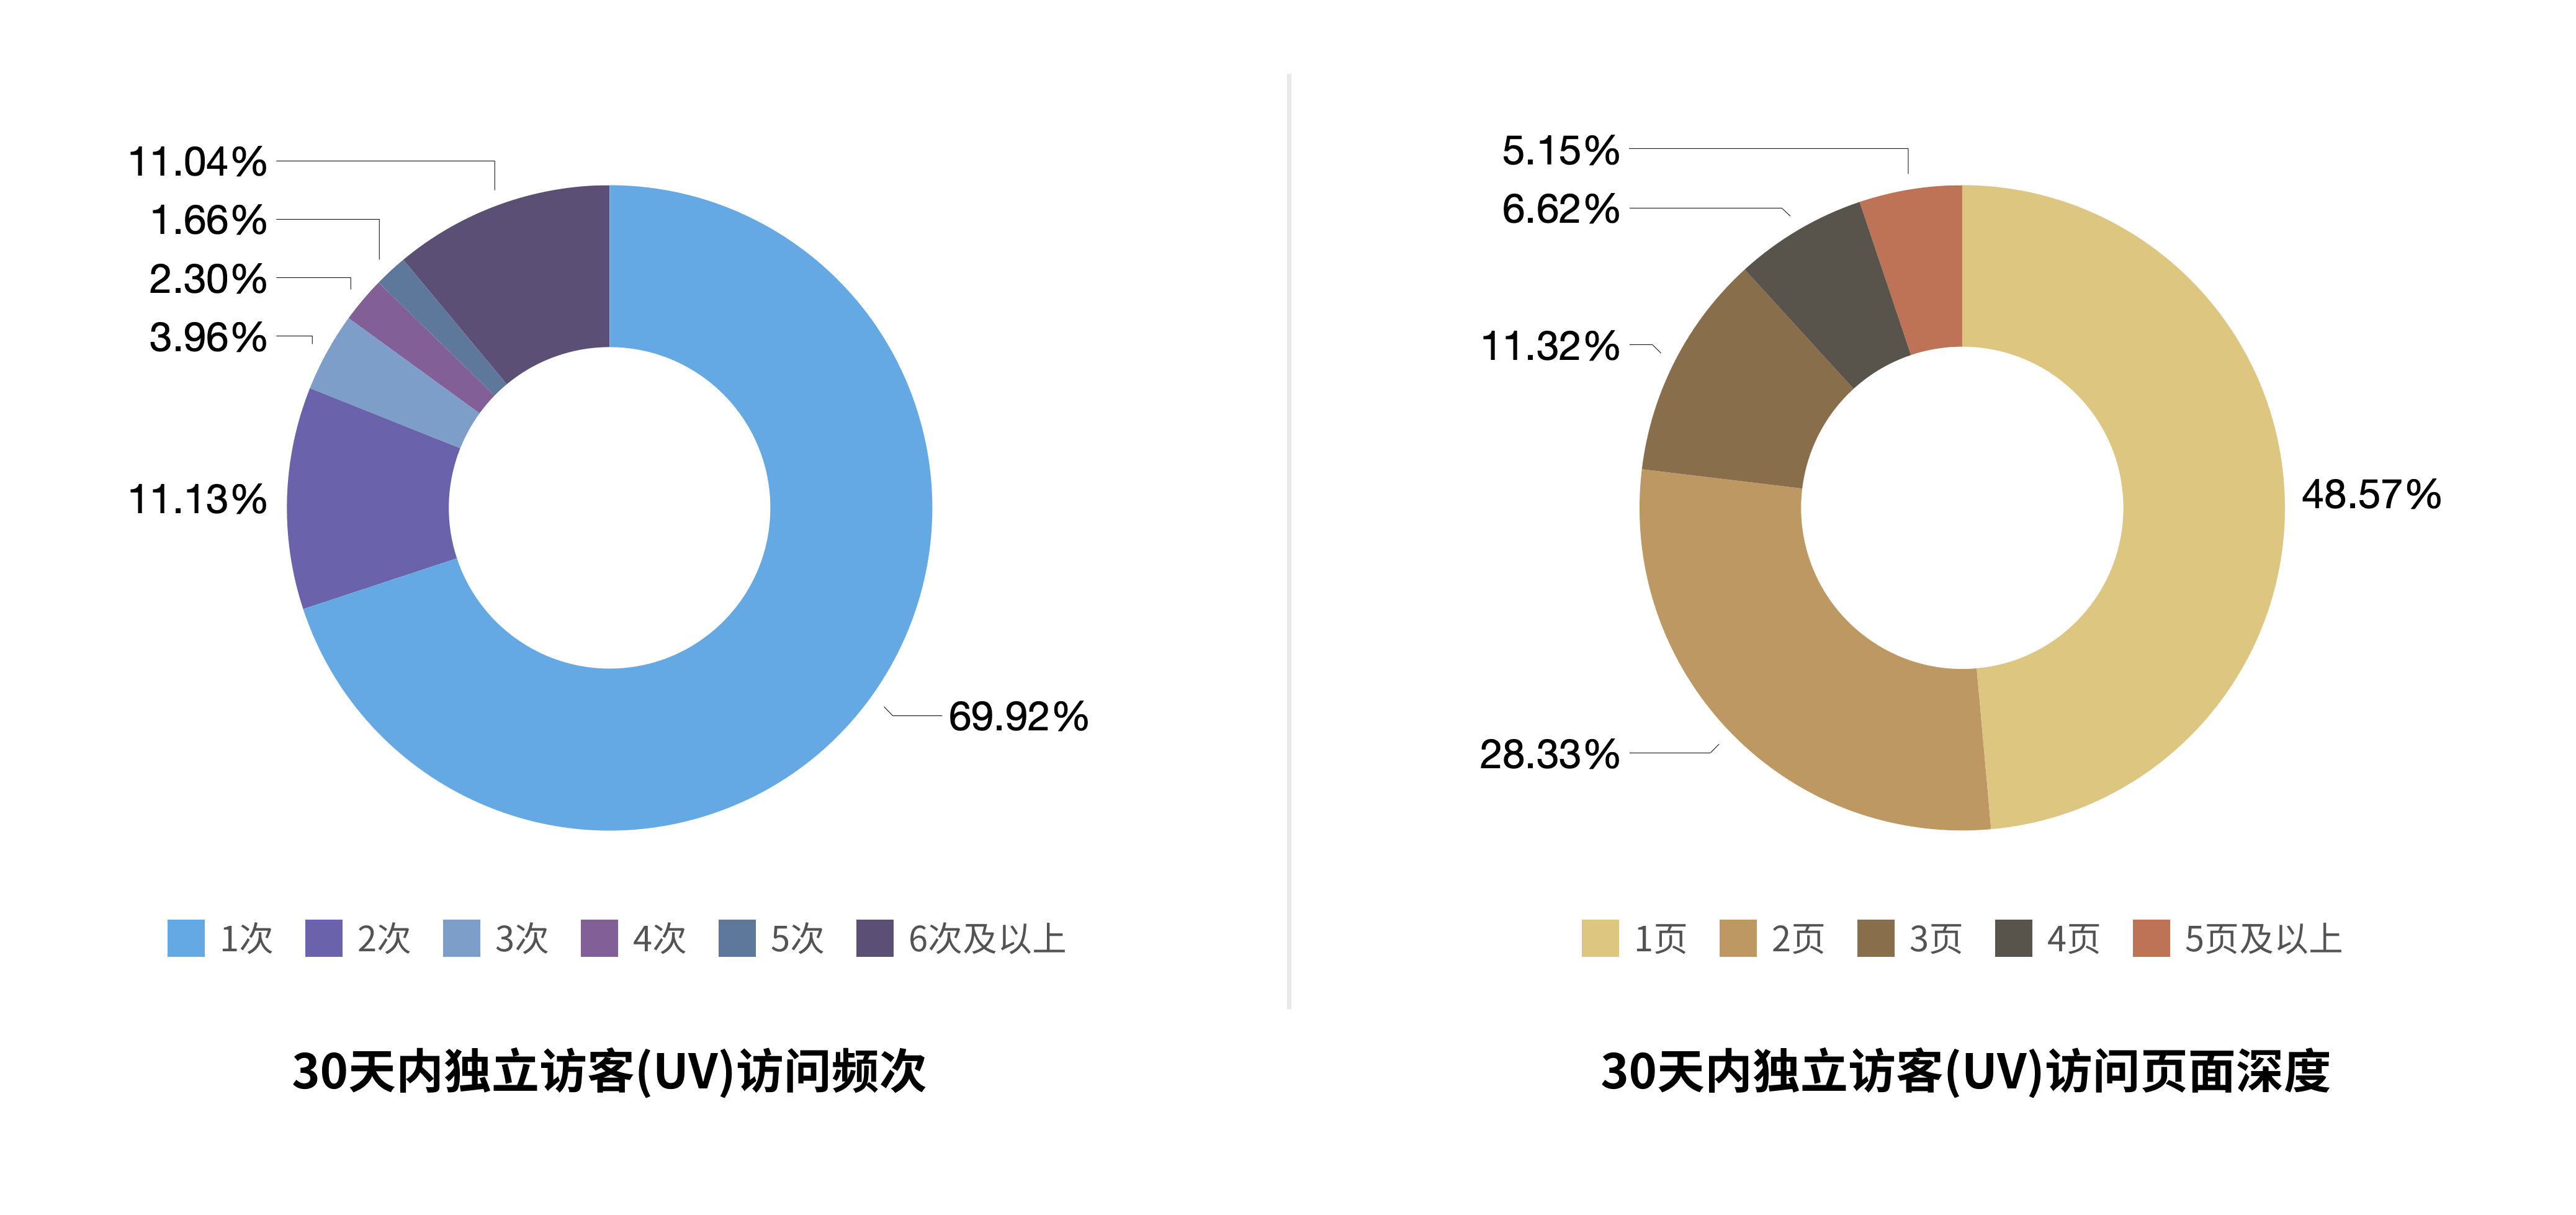 11.04%
1.66%
2.30%
3.96%
11.13%
69.92%
1次 2次 3次 4次 5次 6次及以上
30天内独立访客(UV)访问频次
5.15%
6.62%
11.32%
48.57%
28.33%
1页 2页 3页 4页 5页及以上
30天内独立访客(UV)访问页面深度